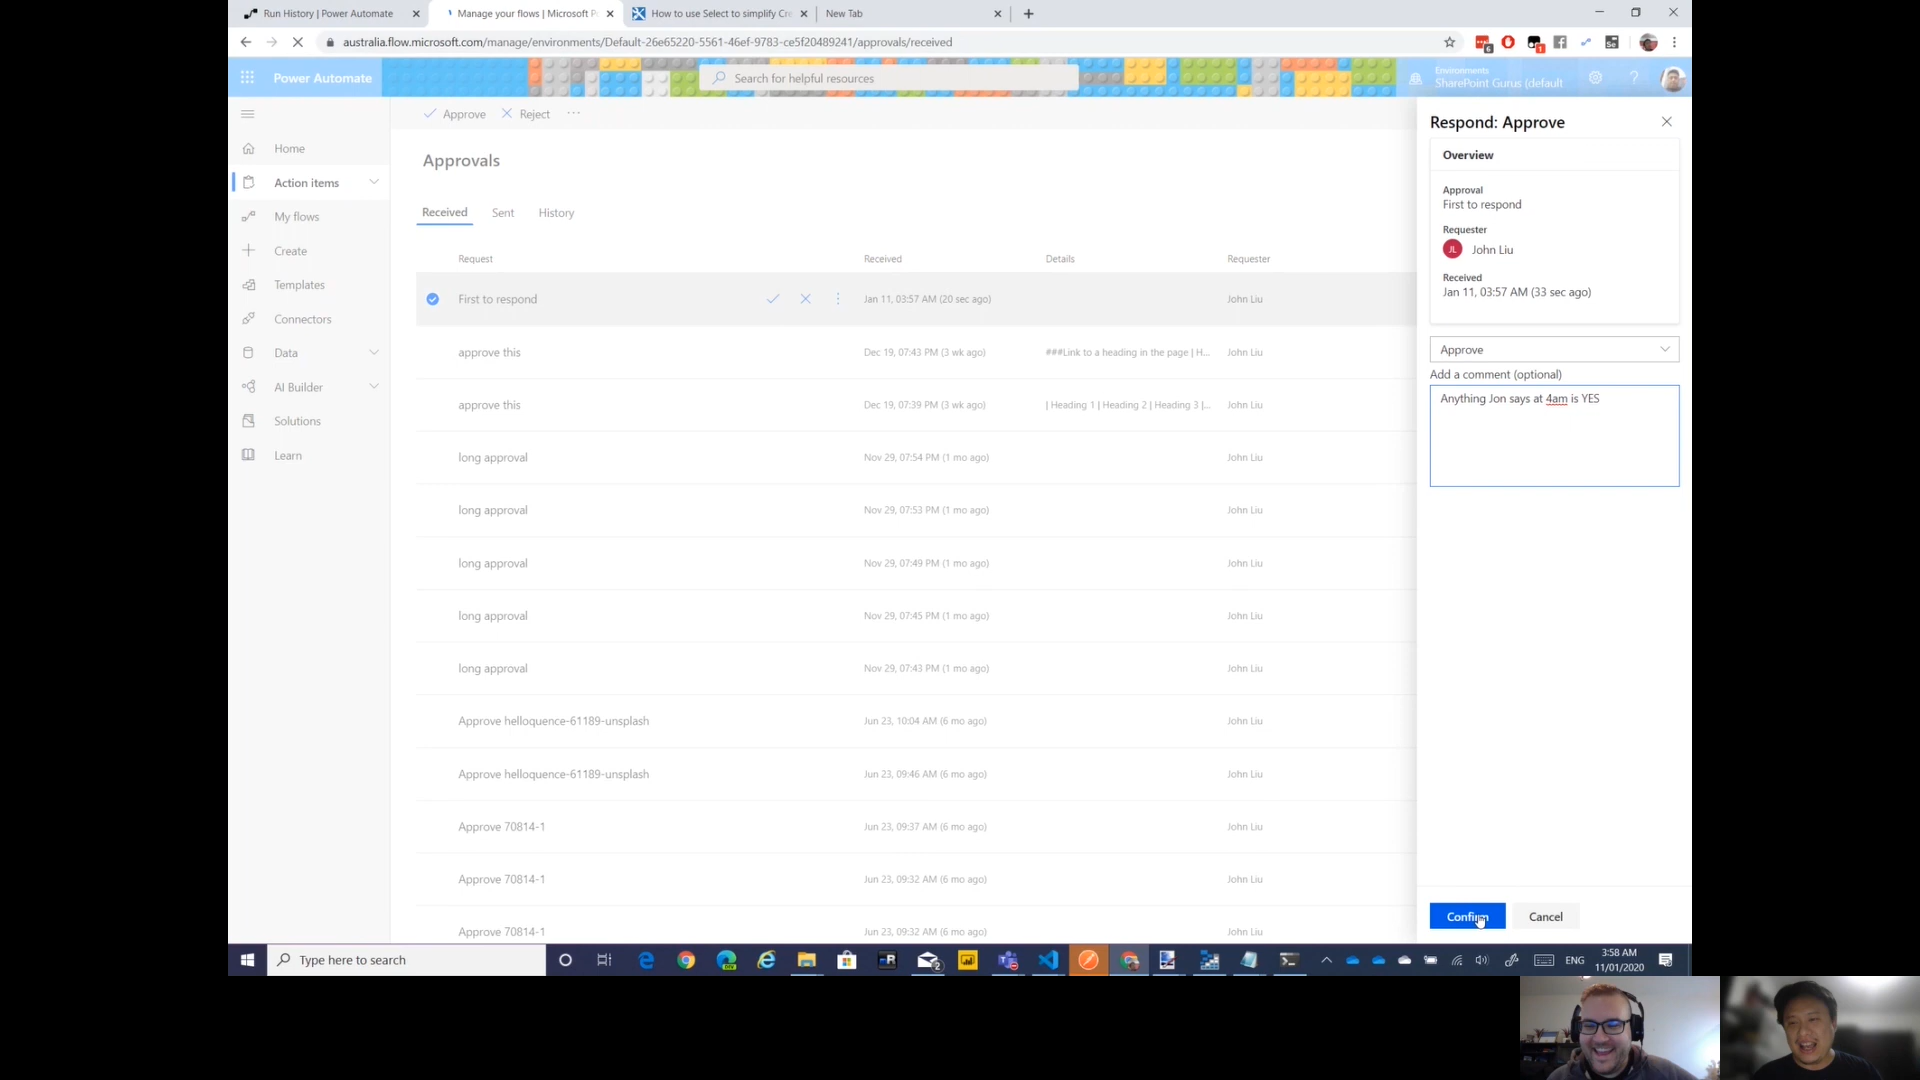 Run History | Power Automate
Manage your flows | Microsoft P
How to use Select to simplify Cre
New Tab
australia.flow.microsoft.com/manage/environments/Default-26e65220-5561-46ef-9783-ce5f20489241/approvals/received
Power Automate
Search for helpful resources
Environments
SharePoint Gurus (default
Approve
Reject
Home
Action items
My flows
Create
Templates
Connectors
Data
AI Builder
Solutions
Learn
Approvals
Received Sent History
Request Received Details Requester
First to respond Jan 11, 03:57 AM (20 sec ago) John Liu
approve this Dec 19, 07:43 PM (3 wk ago) ###Link to a heading in the page | H... John Liu
approve this Dec 19, 07:39 PM (3 wk ago) | Heading 1 | Heading 2 | Heading 3 |... John Liu
long approval Nov 29, 07:54 PM (1 mo ago) John Liu
long approval Nov 29, 07:53 PM (1 mo ago) John Liu
long approval Nov 29, 07:49 PM (1 mo ago) John Liu
long approval Nov 29, 07:45 PM (1 mo ago) John Liu
long approval Nov 29, 07:43 PM (1 mo ago) John Liu
Approve helloquence-61189-unsplash Jun 23, 10:04 AM (6 mo ago) John Liu
Approve helloquence-61189-unsplash Jun 23, 09:46 AM (6 mo ago) John Liu
Approve 70814-1 Jun 23, 09:37 AM (6 mo ago) John Liu
Approve 70814-1 Jun 23, 09:32 AM (6 mo ago) John Liu
Approve 70814-1 Jun 23, 09:32 AM (6 mo ago) John Liu
Respond: Approve
Overview
Approval
First to respond
Requester
JL John Liu
Received
Jan 11, 03:57 AM (33 sec ago)
Approve
Add a comment (optional)
Anything Jon says at 4am is YES
Confirm Cancel
Type here to search
ENG
3:58 AM
11/01/2020